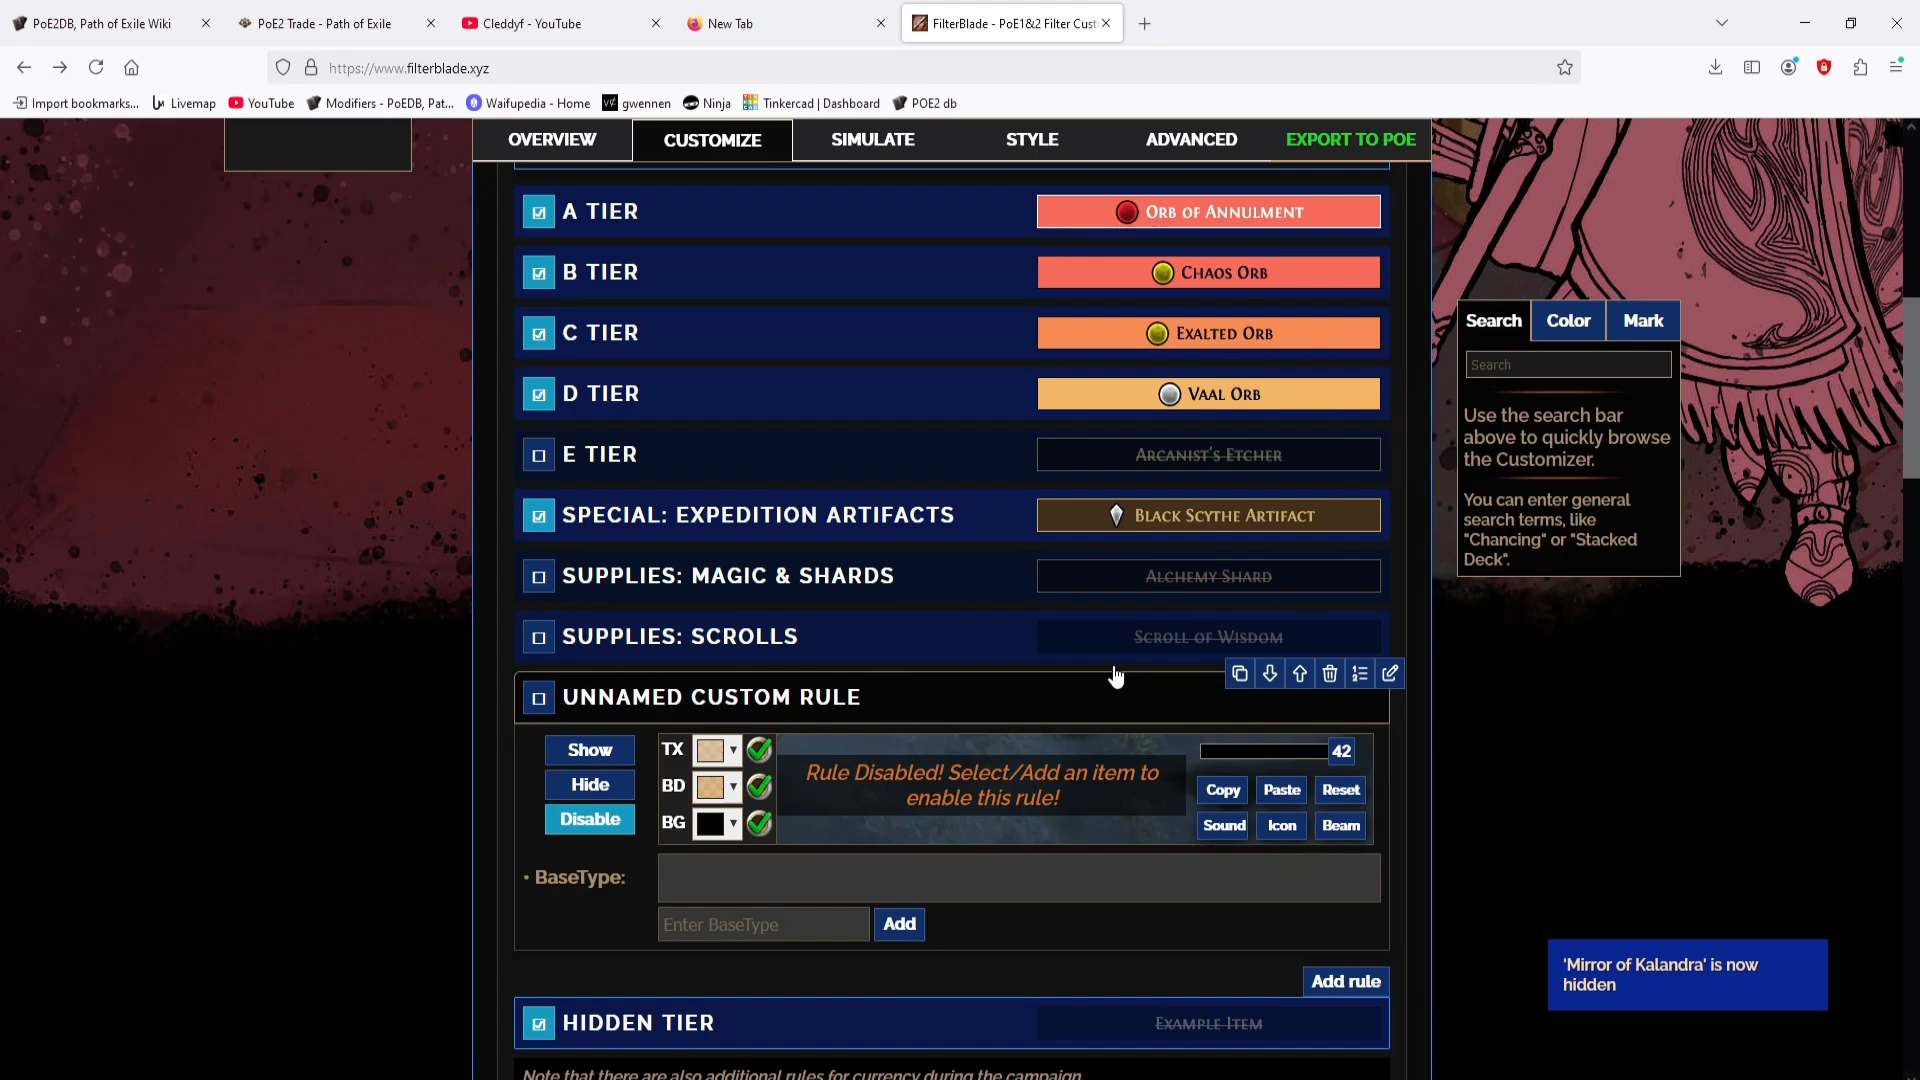 PoE2DB, Path of Exile Wiki
PoE2 Trade - Path of Exile
Cleddyf - YouTube
New Tab
FilterBlade - PoE1&2 Filter Cust
https://www.filterblade.xyz
Import bookmarks...
Livemap
YouTube
Modifiers - PoEDB, Pat...
Waifupedia - Home
gwennen
Ninja
Tinkercad | Dashboard
POE2 db
OVERVIEW
CUSTOMIZE
SIMULATE
STYLE
ADVANCED
EXPORT TO POE
A TIER
Orb of Annulment
B TIER
Chaos Orb
C TIER
Exalted Orb
D TIER
Vaal Orb
E TIER
Arcanist's Etcher
SPECIAL: EXPEDITION ARTIFACTS
Black Scythe Artifact
SUPPLIES: MAGIC & SHARDS
Alchemy Shard
SUPPLIES: SCROLLS
Scroll of Wisdom
UNNAMED CUSTOM RULE
Show
Hide
Disable
TX
BD
BG
Rule Disabled! Select/Add an item to
enable this rule!
42
Copy
Paste
Reset
Sound
Icon
Beam
• BaseType:
Enter BaseType
Add
Add rule
HIDDEN TIER
Example Item
Note that there are also additional rules for currency during the campaign
Search
Color
Mark
Search
Use the search bar
above to quickly browse
the Customizer.
You can enter general
search terms, like
"Chancing" or "Stacked
Deck".
'Mirror of Kalandra' is now
hidden